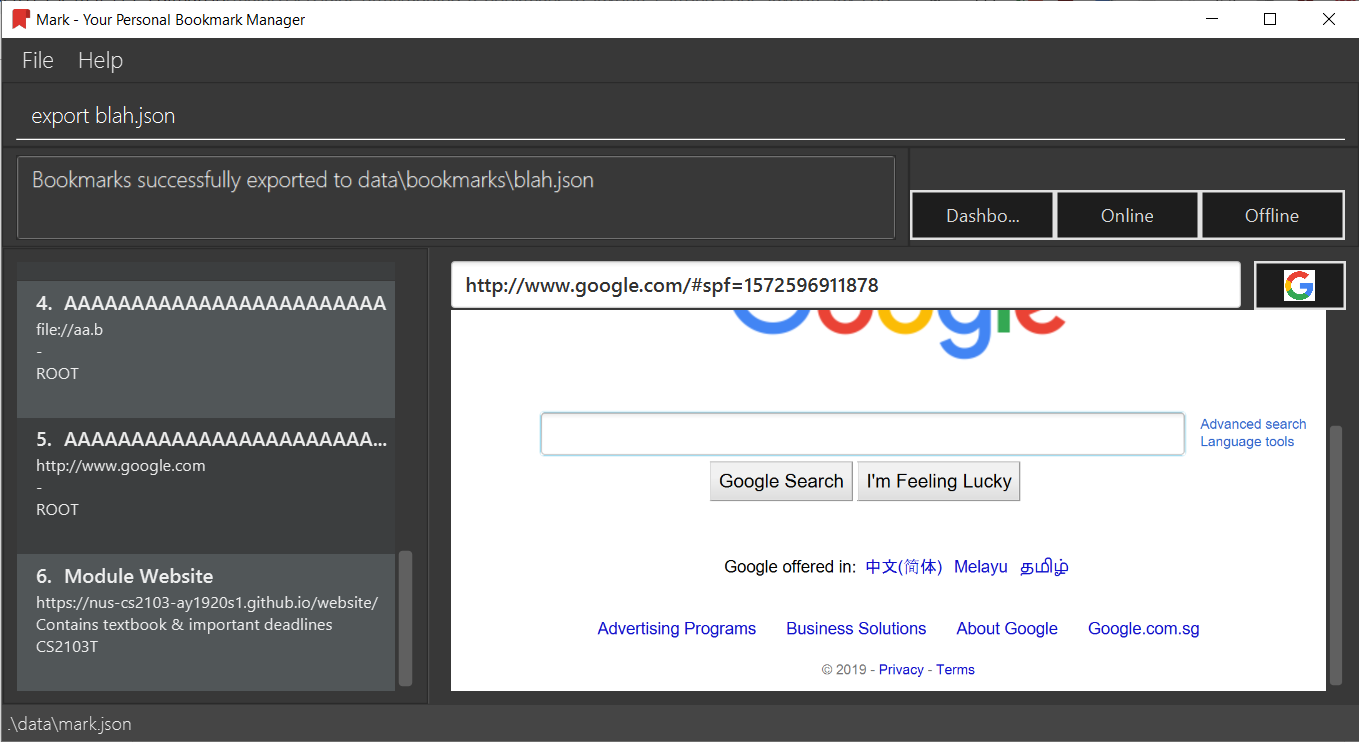 Mark - Your Personal Bookmark Manager
File Help
export blah.json
Bookmarks successfully exported to data\bookmarks\blah.json
Dashbo... Online Offline
4. AAAAAAAAAAAAAAAAAAAAAAAA
file://aa.b
-
ROOT
5. AAAAAAAAAAAAAAAAAAAAAAA...
http://www.google.com
-
ROOT
6. Module Website
https://nus-cs2103-ay1920s1.github.io/website/
Contains textbook & important deadlines
CS2103T
http://www.google.com/#spf=1572596911878
G
Google
Advanced search
Language tools
Google Search I'm Feeling Lucky
Google offered in: 中文(简体) Melayu தமிழ்
Advertising Programs Business Solutions About Google Google.com.sg
© 2019 - Privacy - Terms
.\data\mark.json